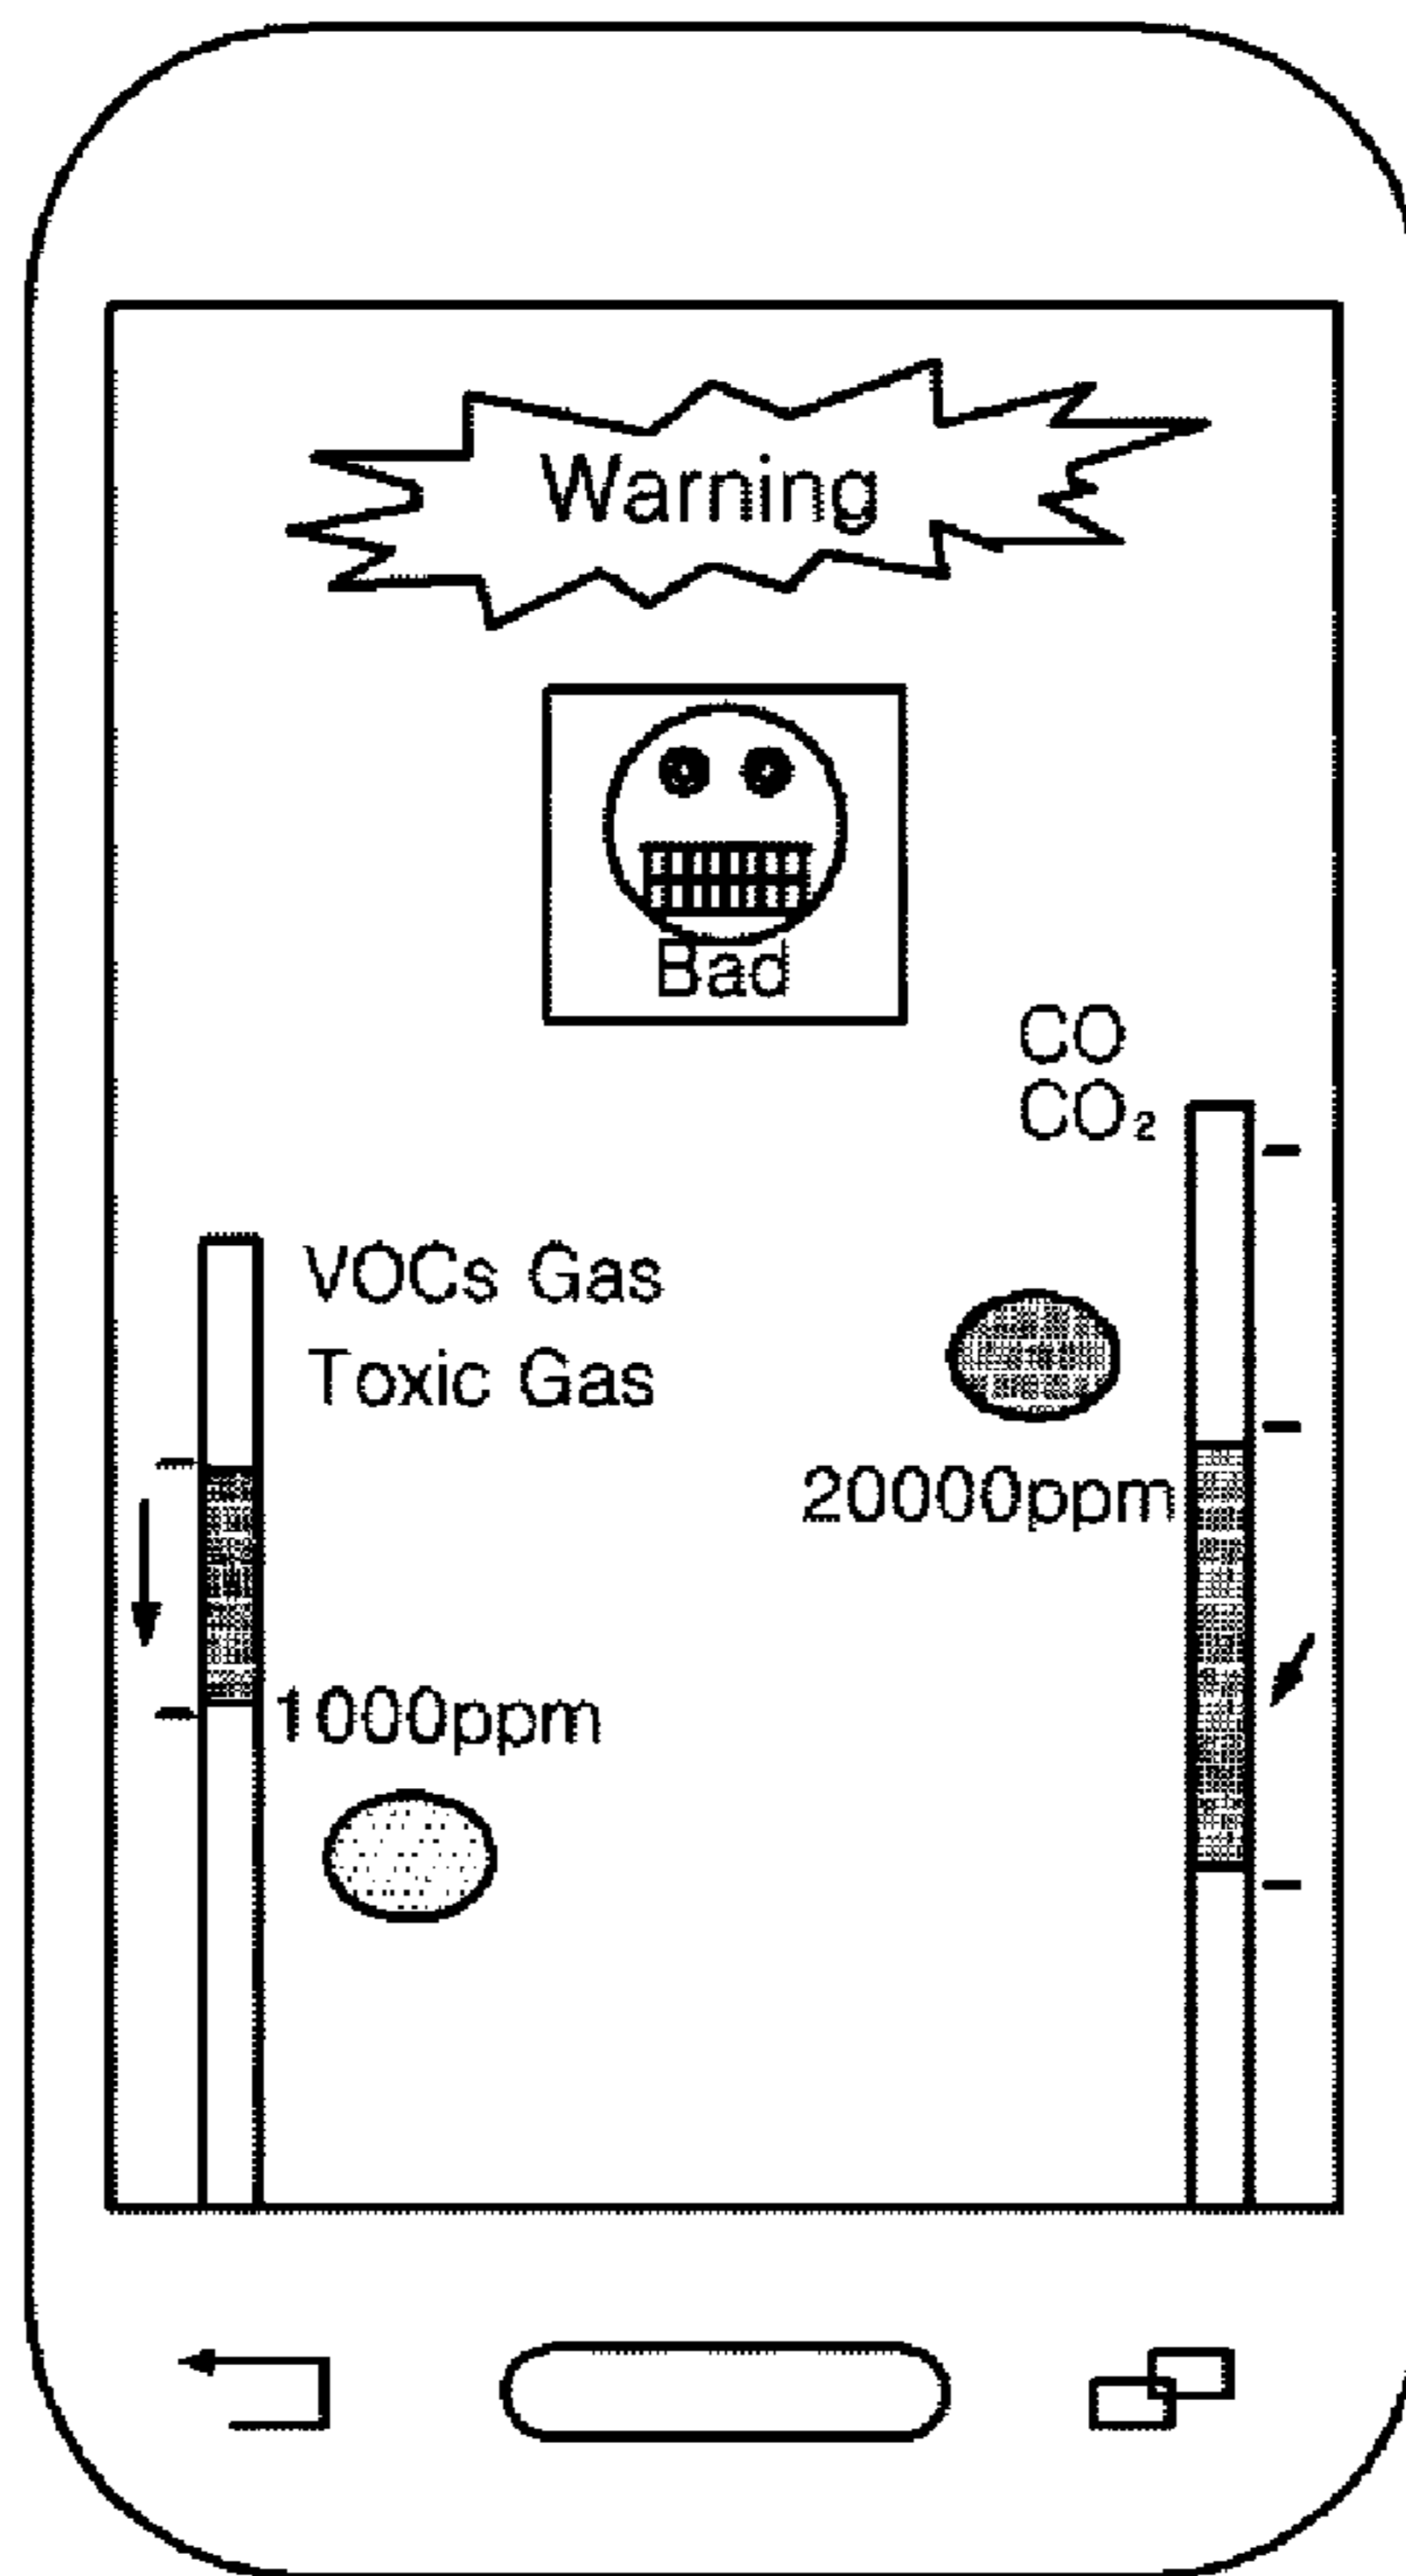 Warning
Bad
CO
CO₂
VOCs Gas
Toxic Gas
20000ppm
1000ppm